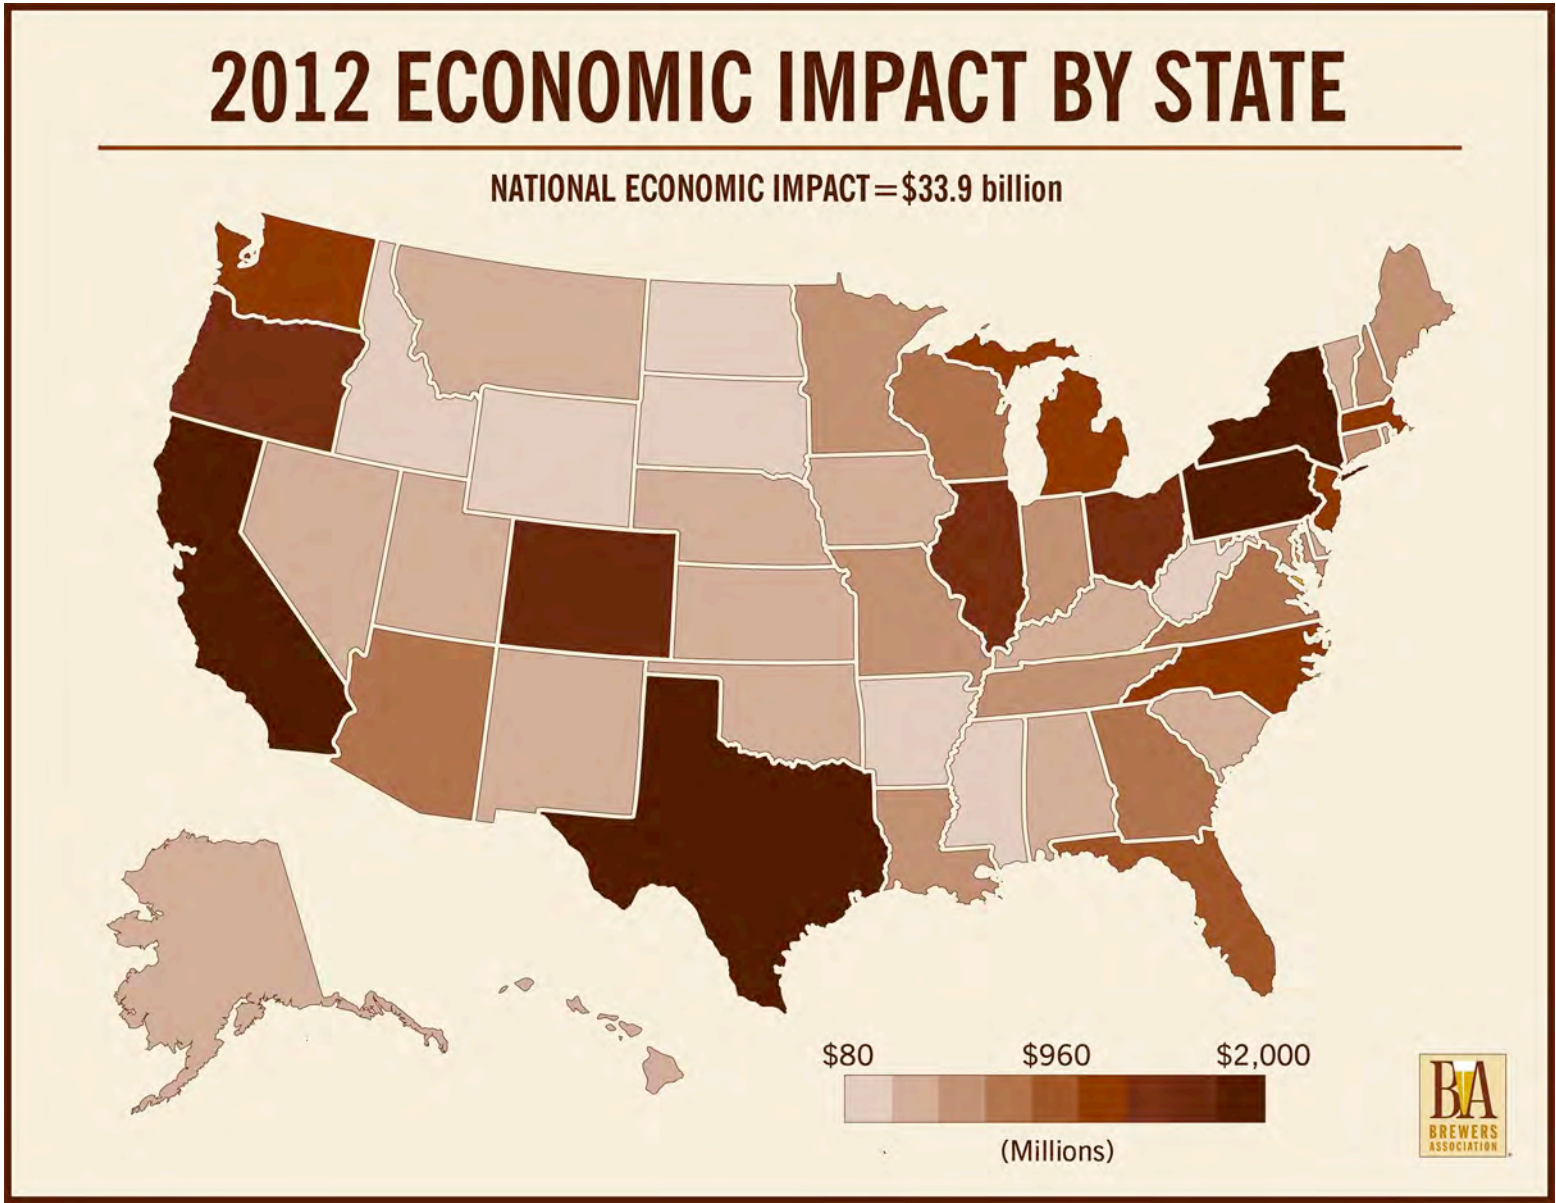 2012 ECONOMIC IMPACT BY STATE
NATIONAL ECONOMIC IMPACT=$33.9 billion
$80 $960 $2,000
(Millions)
BA
BREWERS
ASSOCIATION